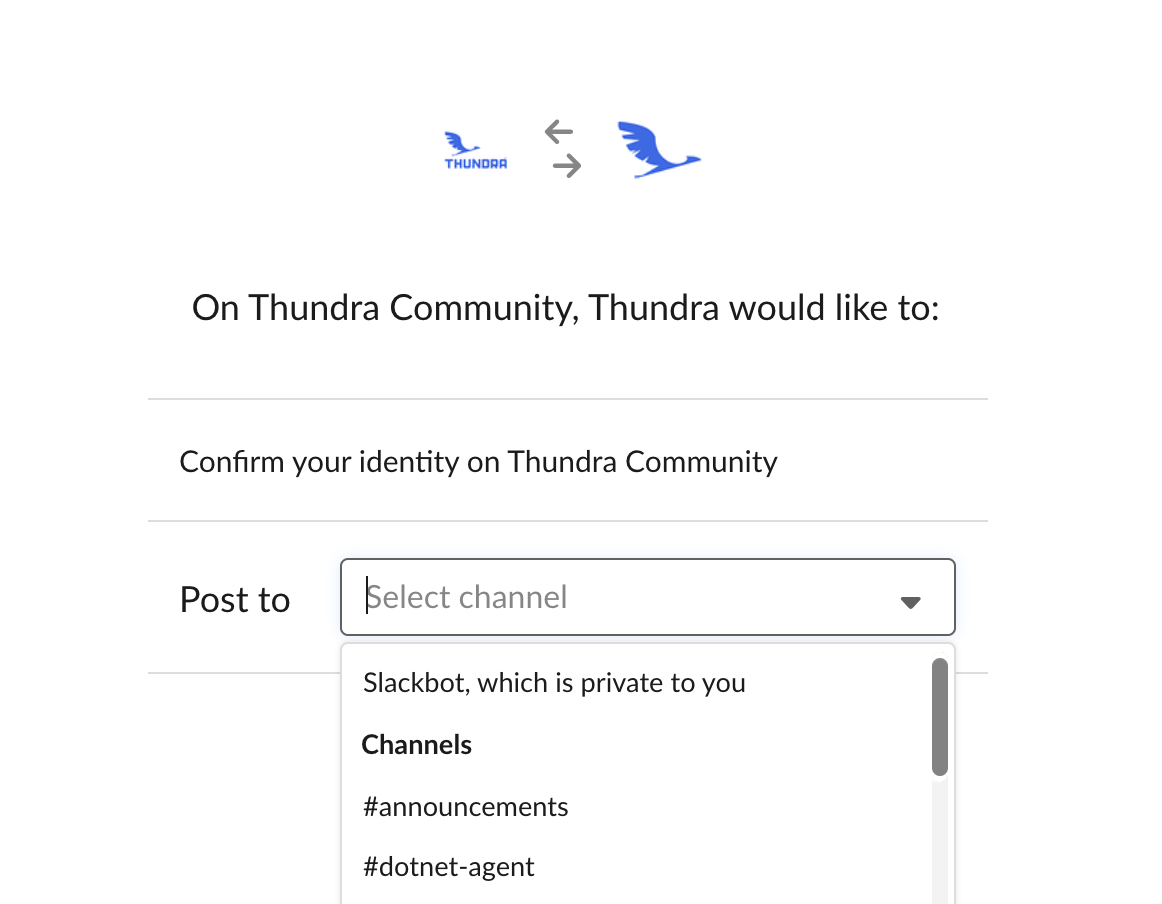 THUNDRA
On Thundra Community, Thundra would like to:
Confirm your identity on Thundra Community
Post to
Select channel
Slackbot, which is private to you
Channels
#announcements
#dotnet-agent